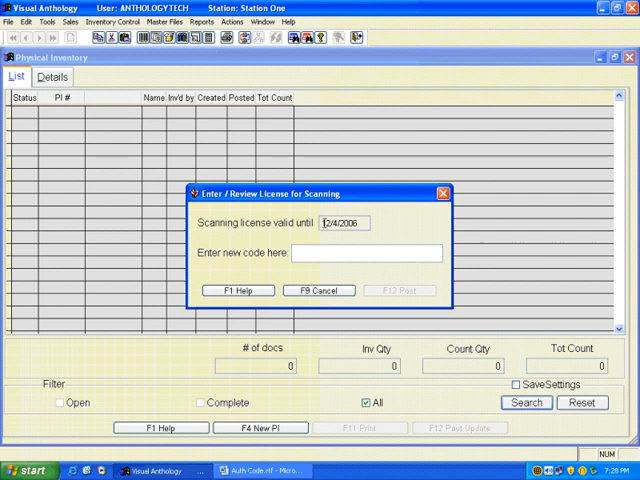 Visual Anthology User: ANTHOLOGYTECH Station: Station One
File Edit Tools Sales Inventory Control Master Files Reports Actions Window Help
Physical Inventory
List Details
Status PI # Name Inv'd by Created Posted Tot Count
Enter / Review License for Scanning
Scanning license valid until 12/4/2006
Enter new code here:
F1 Help F9 Cancel F12 Post
# of docs Inv Qty Count Qty Tot Count
0 0 0 0
Filter SaveSettings
Open Complete All Search Reset
F1 Help F4 New PI F11 Print F12 Post Update
NUM
start Visual Anthology ... Auth Code.rtf - Micro... 7:28 PM